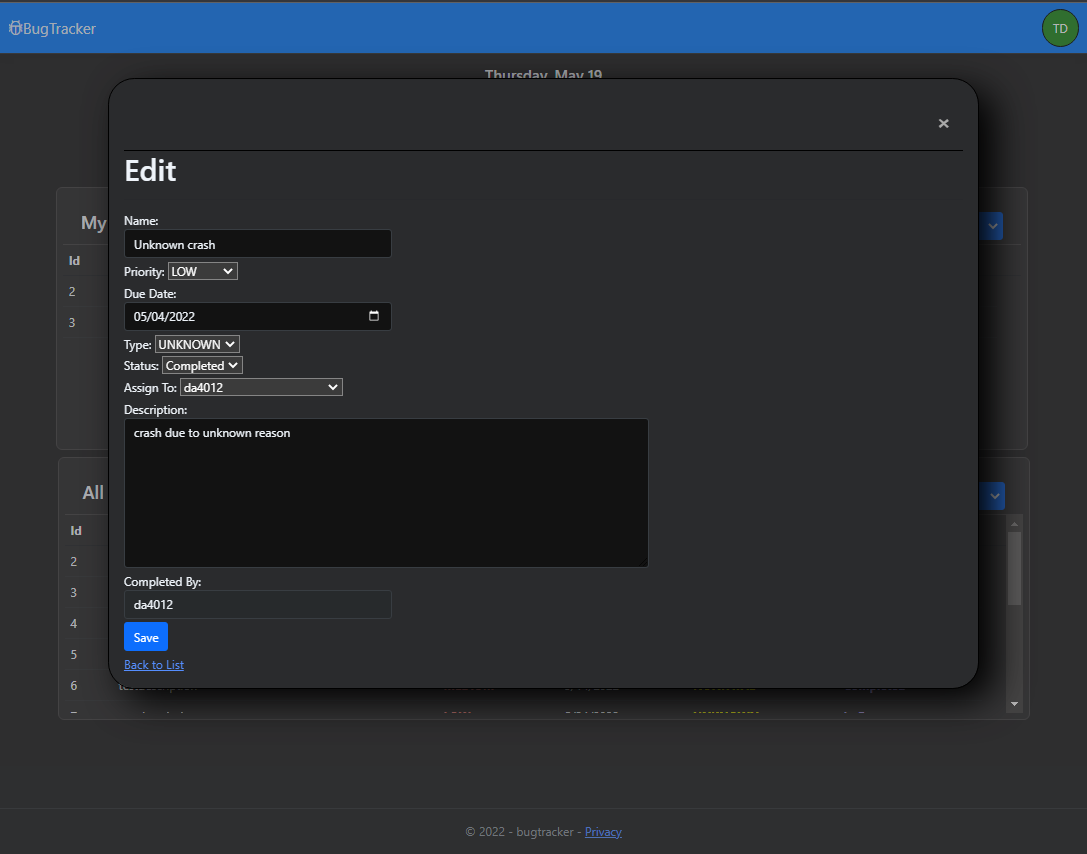 BugTracker
TD
Thursday, May 19
×
Edit
My
Id
2
3
Name:
Unknown crash
Priority: LOW
Due Date:
05/04/2022
Type: UNKNOWN
Status: Completed
Assign To: da4012
Description:
crash due to unknown reason
All
Id
2
3
4
5
6
Completed By:
da4012
Save
Back to List
© 2022 - bugtracker - Privacy